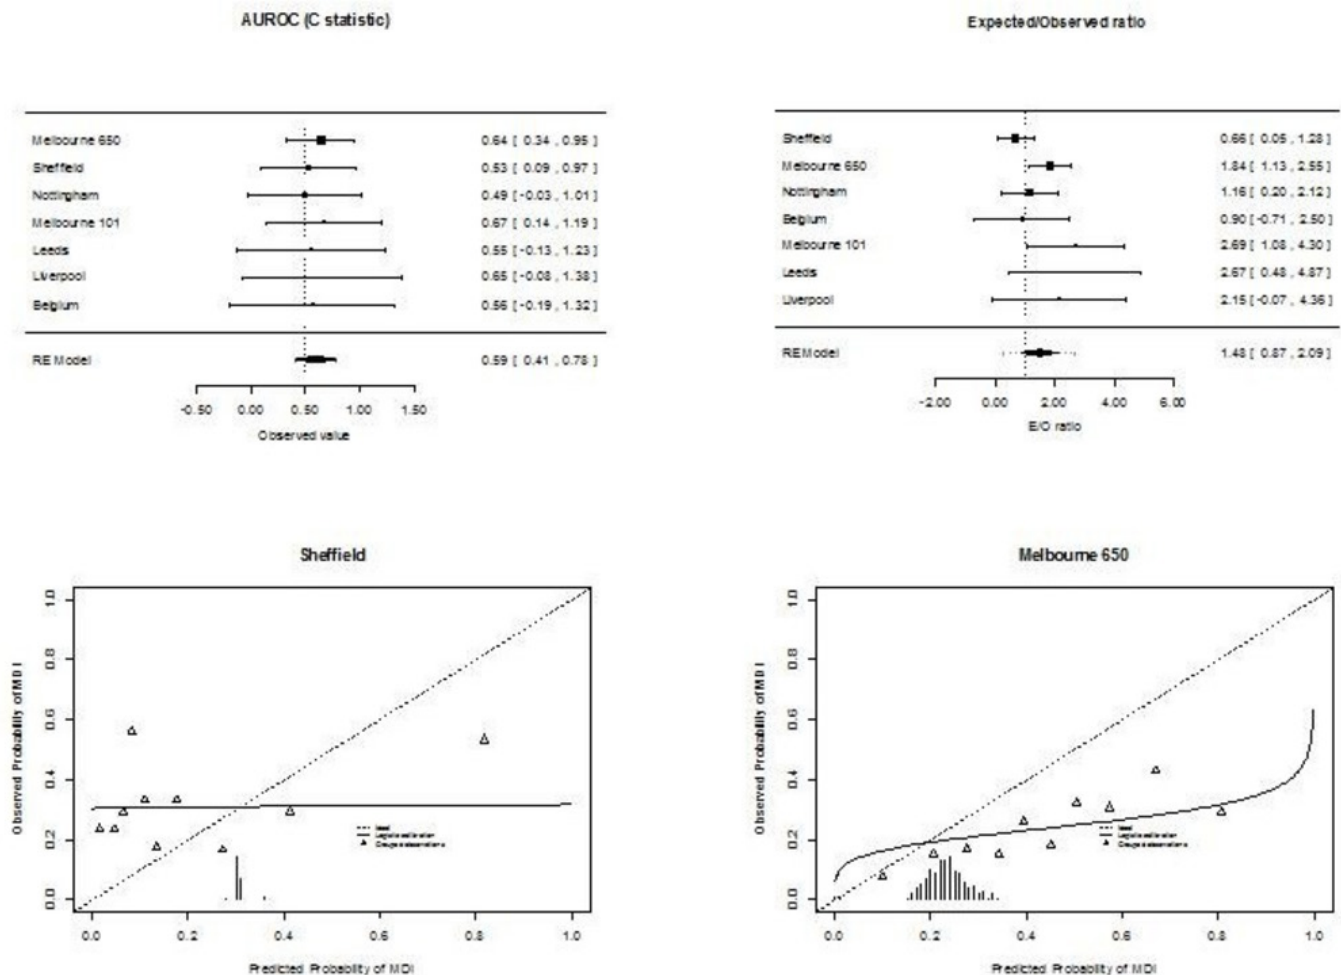 AUROC (C statistic)
Melbourne 650 0.64 [ 0.34 , 0.95 ]
Sheffield 0.53 [ 0.09 , 0.97 ]
Nottingham 0.49 [ -0.03 , 1.01 ]
Melbourne 101 0.67 [ 0.14 , 1.19 ]
Leeds 0.55 [ -0.13 , 1.23 ]
Liverpool 0.65 [ -0.08 , 1.38 ]
Belgium 0.56 [ -0.19 , 1.32 ]
RE Model 0.59 [ 0.41 , 0.78 ]
-0.50 0.00 0.50 1.00 1.50
Observed value
Expected/Observed ratio
Sheffield 0.66 [ 0.05 , 1.28 ]
Melbourne 650 1.84 [ 1.13 , 2.55 ]
Nottingham 1.16 [ 0.20 , 2.12 ]
Belgium 0.90 [ -0.71 , 2.50 ]
Melbourne 101 2.69 [ 1.08 , 4.30 ]
Leeds 2.67 [ 0.48 , 4.87 ]
Liverpool 2.15 [ -0.07 , 4.36 ]
RE Model 1.48 [ 0.87 , 2.09 ]
-2.00 0.00 2.00 4.00 6.00
E/O ratio
Sheffield
Observed Probability of MDI
1.0
0.8
0.6
0.4
0.2
0.0
Ideal
Logistic calibration
Grouped observations
0.0 0.2 0.4 0.6 0.8 1.0
Predicted Probability of MDI
Melbourne 650
Observed Probability of MDI
1.0
0.8
0.6
0.4
0.2
0.0
Ideal
Logistic calibration
Grouped observations
0.0 0.2 0.4 0.6 0.8 1.0
Predicted Probability of MDI